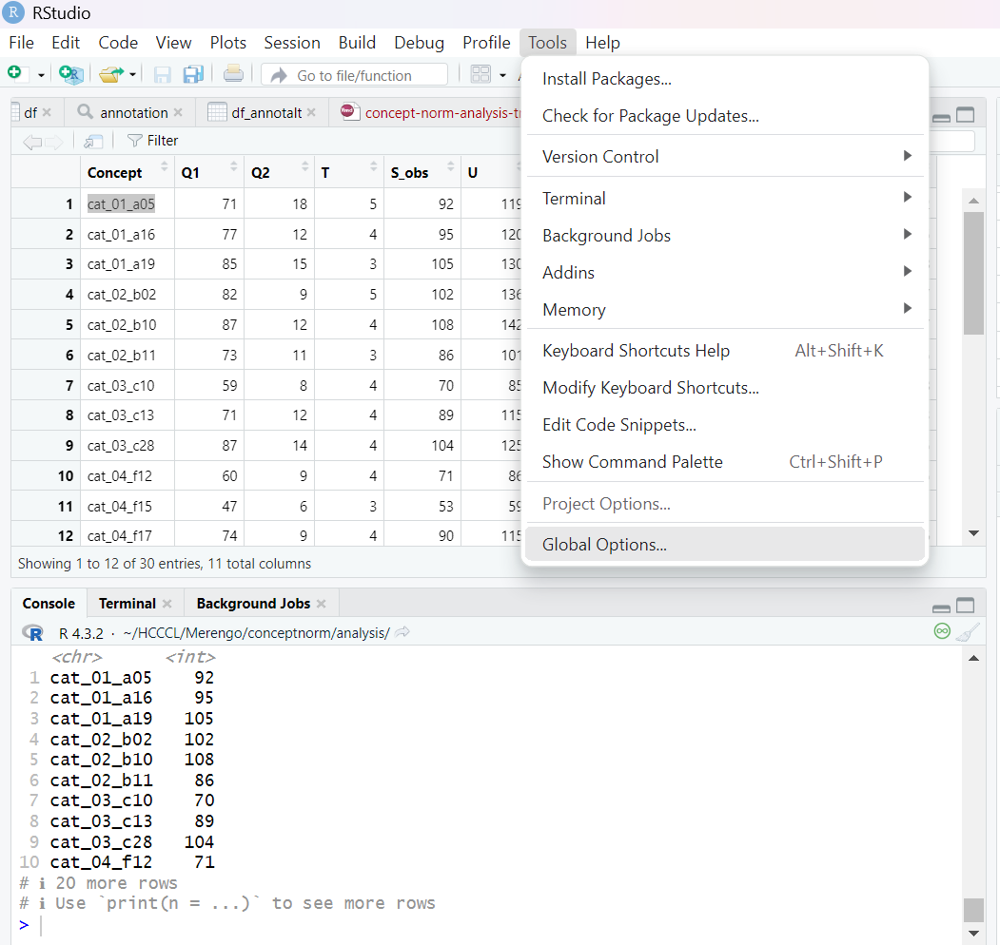 R RStudio
File Edit Code View Plots Session Build Debug Profile Tools Help
Go to file/function
df annotation df_annotalt concept-norm-analysis-tr
Filter
Concept Q1 Q2 T S_obs U
1 cat_01_a05 71 18 5 92 119
2 cat_01_a16 77 12 4 95 120
3 cat_01_a19 85 15 3 105 130
4 cat_02_b02 82 9 5 102 136
5 cat_02_b10 87 12 4 108 142
6 cat_02_b11 73 11 3 86 101
7 cat_03_c10 59 8 4 70 85
8 cat_03_c13 71 12 4 89 115
9 cat_03_c28 87 14 4 104 125
10 cat_04_f12 60 9 4 71 86
11 cat_04_f15 47 6 3 53 59
12 cat_04_f17 74 9 4 90 115
Showing 1 to 12 of 30 entries, 11 total columns
Install Packages...
Check for Package Updates...
Version Control
Terminal
Background Jobs
Addins
Memory
Keyboard Shortcuts Help Alt+Shift+K
Modify Keyboard Shortcuts...
Edit Code Snippets...
Show Command Palette Ctrl+Shift+P
Project Options...
Global Options...
Console Terminal Background Jobs
R R 4.3.2 · ~/HCCCL/Merengo/conceptnorm/analysis/
<chr> <int>
1 cat_01_a05 92
2 cat_01_a16 95
3 cat_01_a19 105
4 cat_02_b02 102
5 cat_02_b10 108
6 cat_02_b11 86
7 cat_03_c10 70
8 cat_03_c13 89
9 cat_03_c28 104
10 cat_04_f12 71
# ℹ 20 more rows
# ℹ Use `print(n = ...)` to see more rows
>